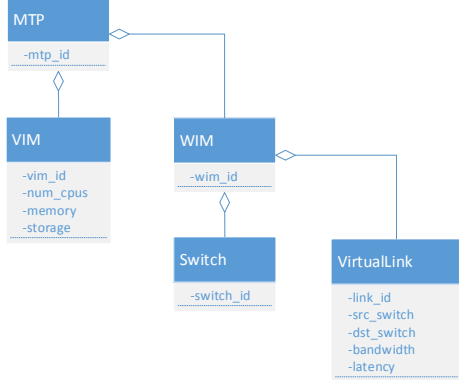 MTP
-mtp_id
VIM
-vim_id
-num_cpus
-memory
-storage
WIM
-wim_id
Switch
-switch_id
VirtualLink
-link_id
-src_switch
-dst_switch
-bandwidth
-latency